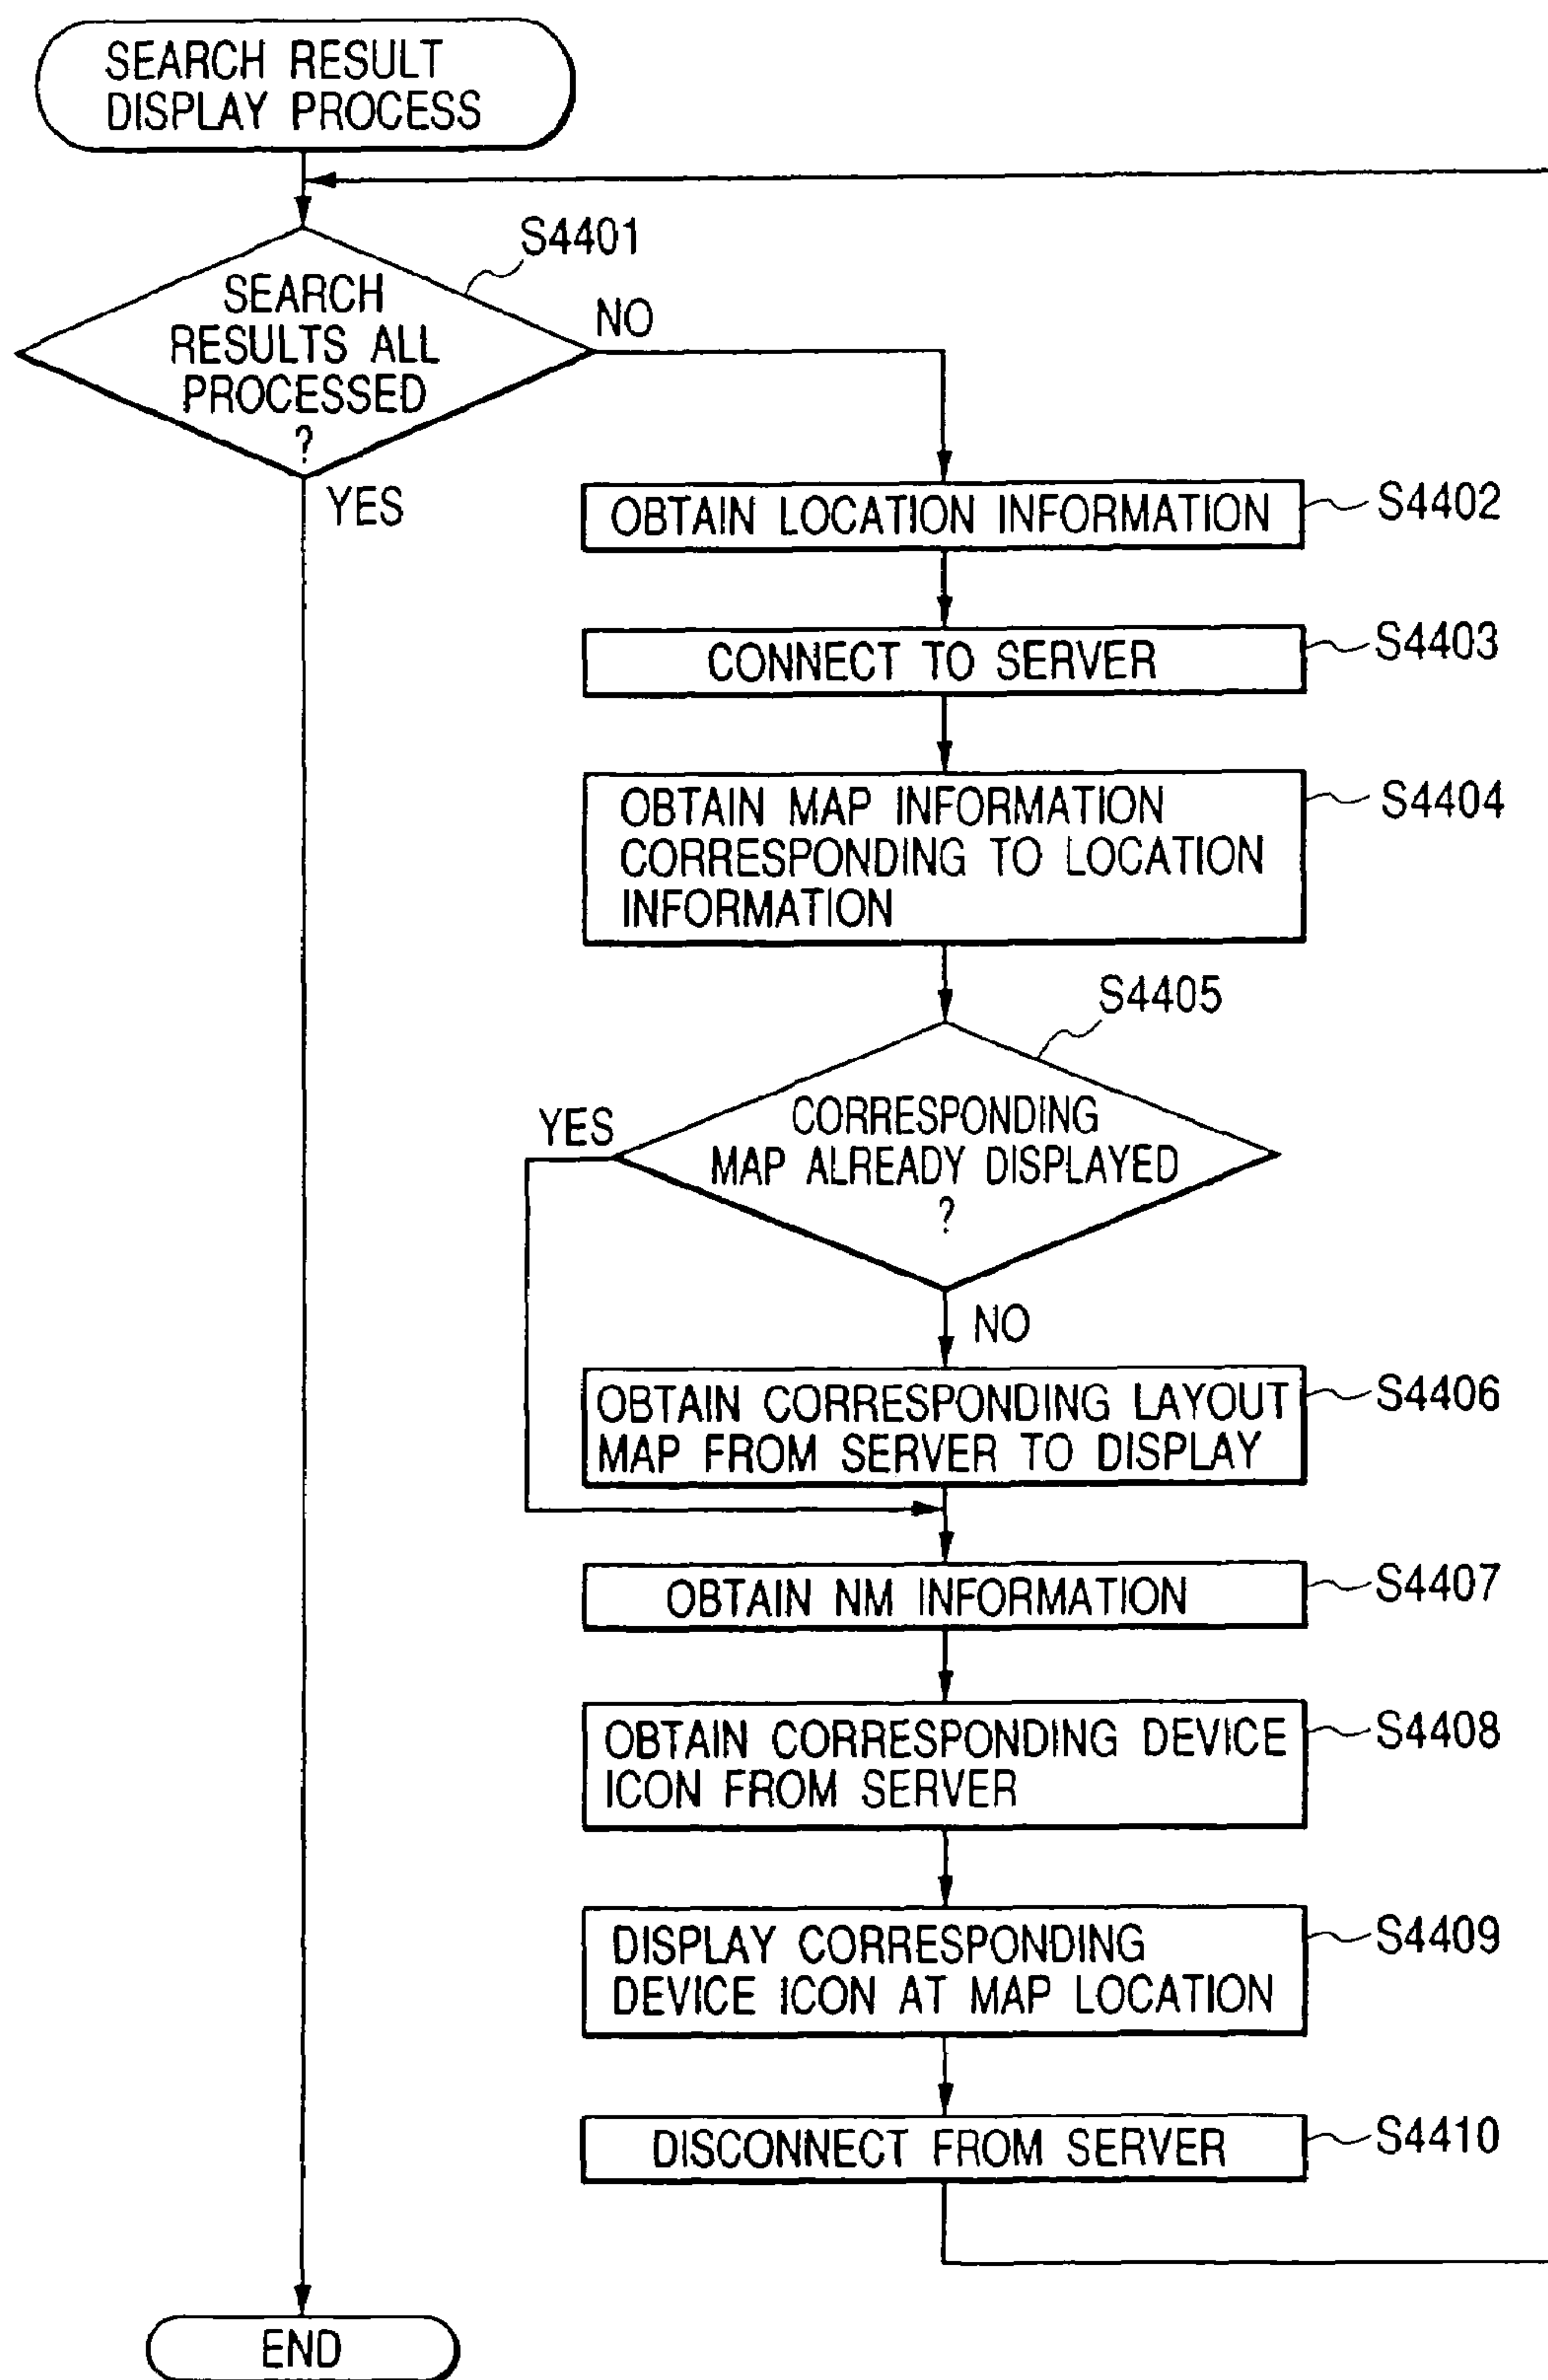 SEARCH RESULT
DISPLAY PROCESS
S4401
SEARCH
RESULTS ALL
PROCESSED
?
NO
YES
OBTAIN LOCATION INFORMATION
S4402
CONNECT TO SERVER
S4403
OBTAIN MAP INFORMATION
CORRESPONDING TO LOCATION
INFORMATION
S4404
S4405
CORRESPONDING
MAP ALREADY DISPLAYED
?
YES
NO
OBTAIN CORRESPONDING LAYOUT
MAP FROM SERVER TO DISPLAY
S4406
OBTAIN NM INFORMATION
S4407
OBTAIN CORRESPONDING DEVICE
ICON FROM SERVER
S4408
DISPLAY CORRESPONDING
DEVICE ICON AT MAP LOCATION
S4409
DISCONNECT FROM SERVER
S4410
END